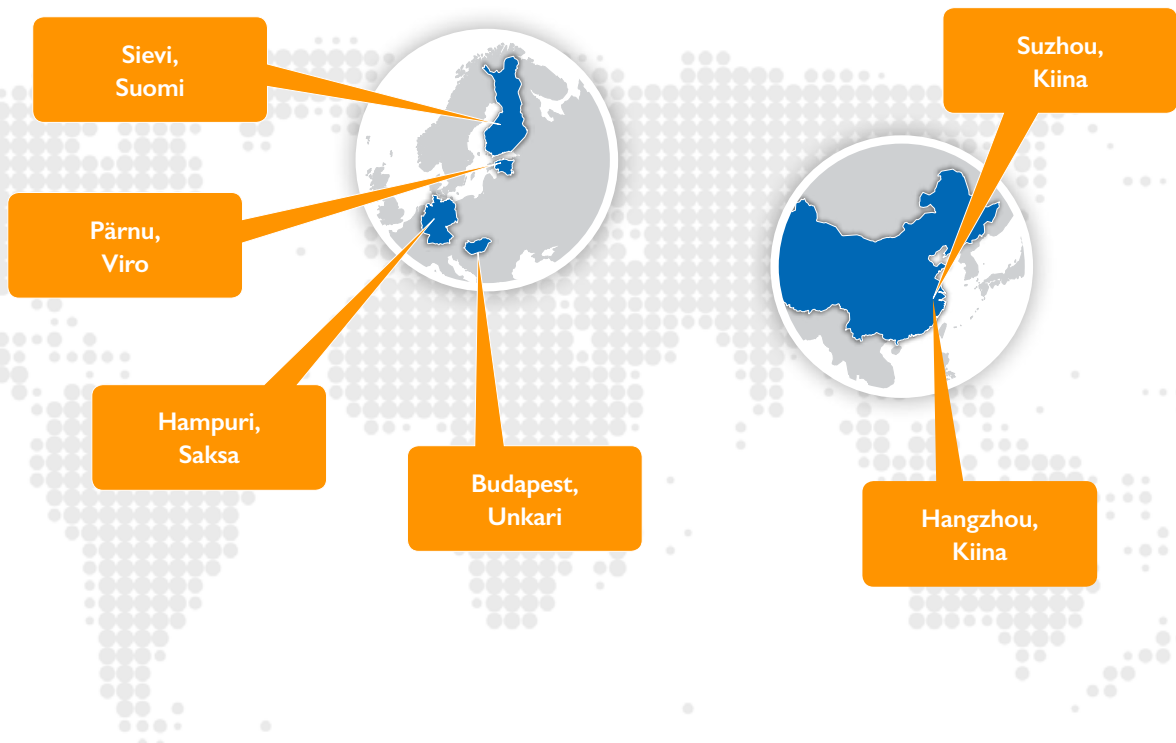 Sievi,
Suomi
Suzhou,
Kiina
Pärnu,
Viro
Hampuri,
Saksa
Budapest,
Unkari
Hangzhou,
Kiina